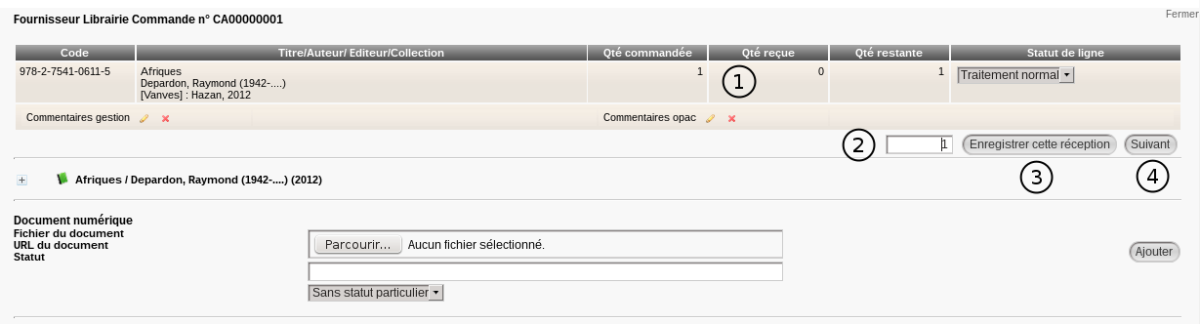 Fermer
Fournisseur Librairie Commande n° CA00000001
Code Titre/Auteur/ Editeur/Collection Qté commandée Qté reçue Qté restante Statut de ligne
978-2-7541-0611-5 Afriques 1 0 1 Traitement normal
Depardon, Raymond (1942-....)
[Vanves] : Hazan, 2012
1
Commentaires gestion Commentaires opac
2 1 Enregistrer cette réception Suivant
3 4
Afriques / Depardon, Raymond (1942-....) (2012)
Document numérique
Fichier du document Parcourir... Aucun fichier sélectionné.
URL du document
Statut Sans statut particulier
Ajouter